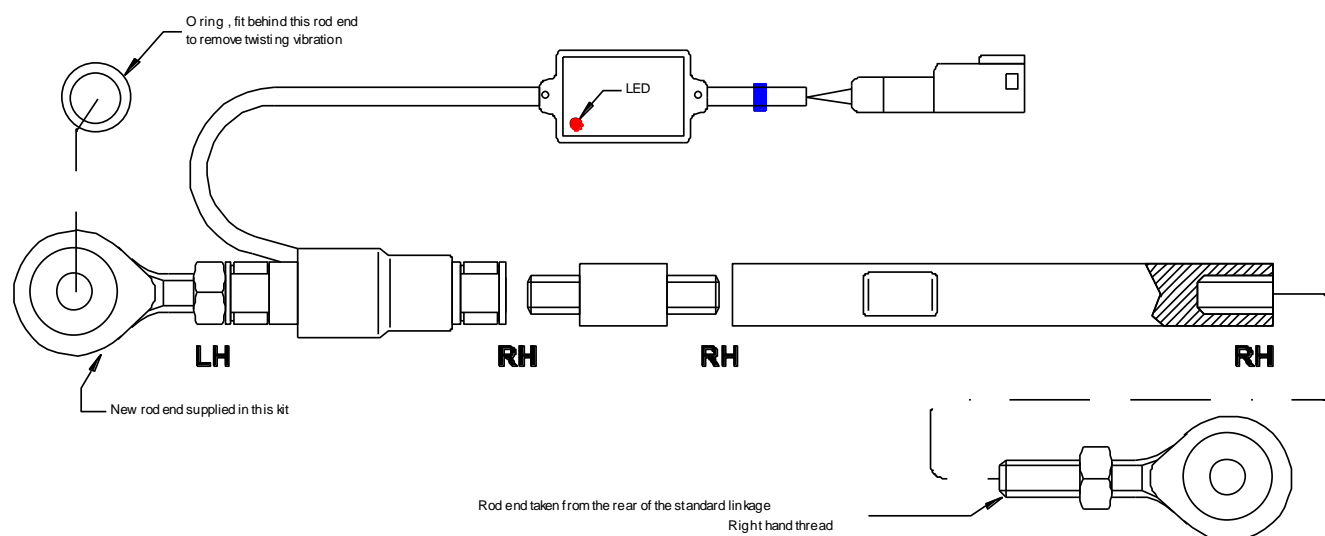 O ring , fit behind this rod end
to remove twisting vibration
LED
LH
RH
RH
RH
New rod end supplied in this kit
Rod end taken from the rear of the standard linkage
Right hand thread